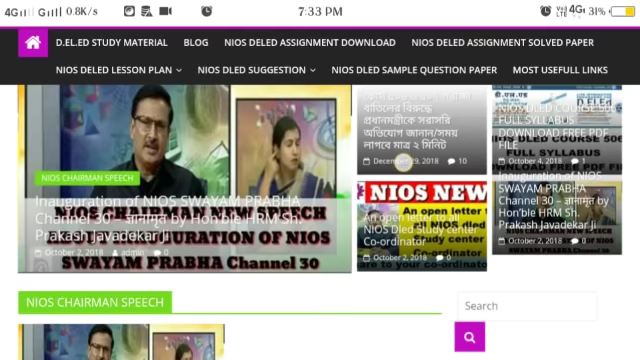 4G 0.8K/s 7:33 PM VoLTE 4G 31%
D.EL.ED STUDY MATERIAL BLOG NIOS DELED ASSIGNMENT DOWNLOAD NIOS DELED ASSIGNMENT SOLVED PAPER
NIOS DELED LESSON PLAN NIOS DLED SUGGESTION NIOS DLED SAMPLE QUESTION PAPER MOST USEFULL LINKS
NIOS CHAIRMAN SPEECH
Inauguration of NIOS SWAYAM PRABHA
Channel 30 – ज्ञानामृत by Hon'ble HRM Sh.
Prakash Javadekar Ji
October 2, 2018 admin 0
SWAYAM PRABHA Channel 30
বাতিলের বিরুদ্ধে
প্রধানমন্ত্রীকে সরাসরি
অভিযোগ জানান/সময়
লাগবে মাত্র ২ মিনিট
December 29, 2018 10
NIOS NEW
An open letter to all
NIOS Dled Study center
Co-ordinator
October 2, 2018 0
NIOS DLED COURSE 506
FULL SYLLABUS
DOWNLOAD FREE PDF
FILE
October 4, 2018 1
Inauguration of NIOS
SWAYAM PRABHA
Channel 30 – ज्ञानामृत by
Hon'ble HRM Sh.
Prakash Javadekar Ji
October 2, 2018 0
NIOS CHAIRMAN SPEECH
Search